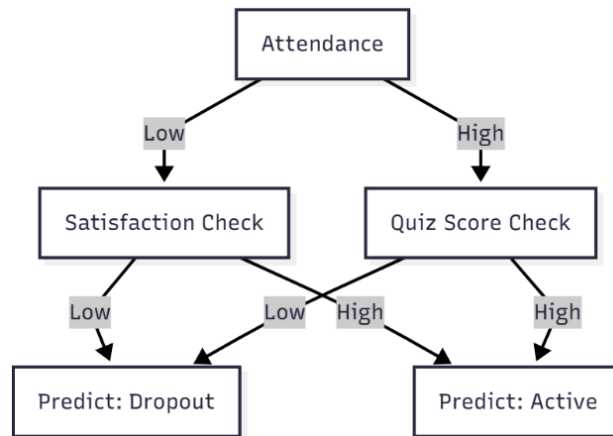 Attendance
Low
High
Satisfaction Check
Quiz Score Check
Low
Low
High
High
Predict: Dropout
Predict: Active